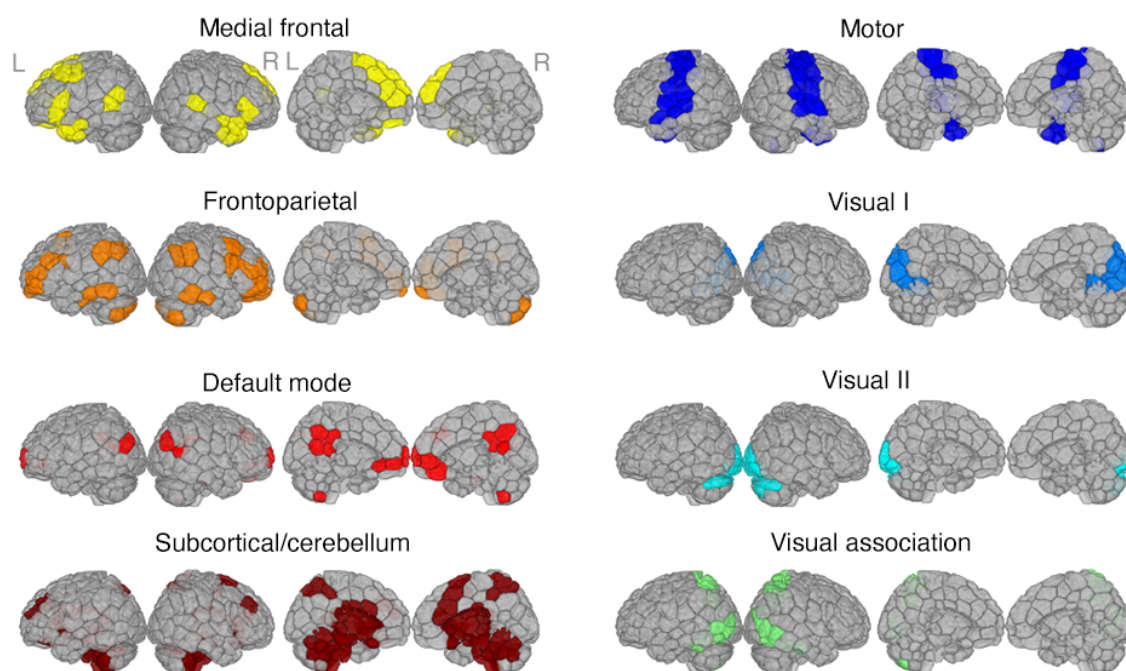 Medial frontal
L
R
L
R
Motor
Frontoparietal
Visual I
Default mode
Visual II
Subcortical/cerebellum
Visual association